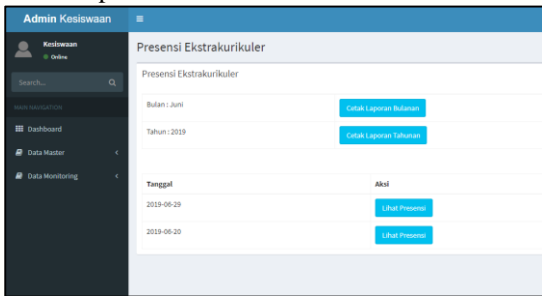 Admin Kesiswaan
Kesiswaan
Online
Search...
MAIN NAVIGATION
Dashboard
Data Master
Data Monitoring
Presensi Ekstrakurikuler
Presensi Ekstrakurikuler
Bulan : Juni Cetak Laporan Bulanan
Tahun : 2019 Cetak Laporan Tahunan
Tanggal Aksi
2019-06-29 Lihat Presensi
2019-06-20 Lihat Presensi